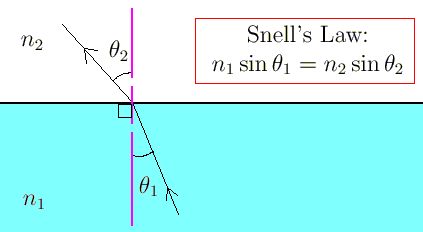 n₂
θ₂
Snell's Law:
n₁ sin θ₁ = n₂ sin θ₂
θ₁
n₁